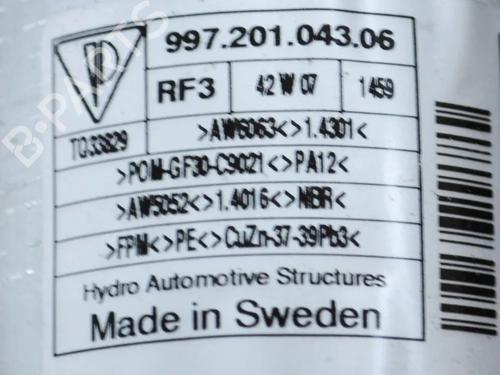 997.201.043.06
RF3 42 W 07 1459
TQ33829 >AW6063<>1.4301<
>POM-GF30-C9021<>PA12<
>AW5052<>1.4016<>NBR<
>FPM<>PE<>CuZn-37-39Pb3<
Hydro Automotive Structures
Made in Sweden
B-PARTS